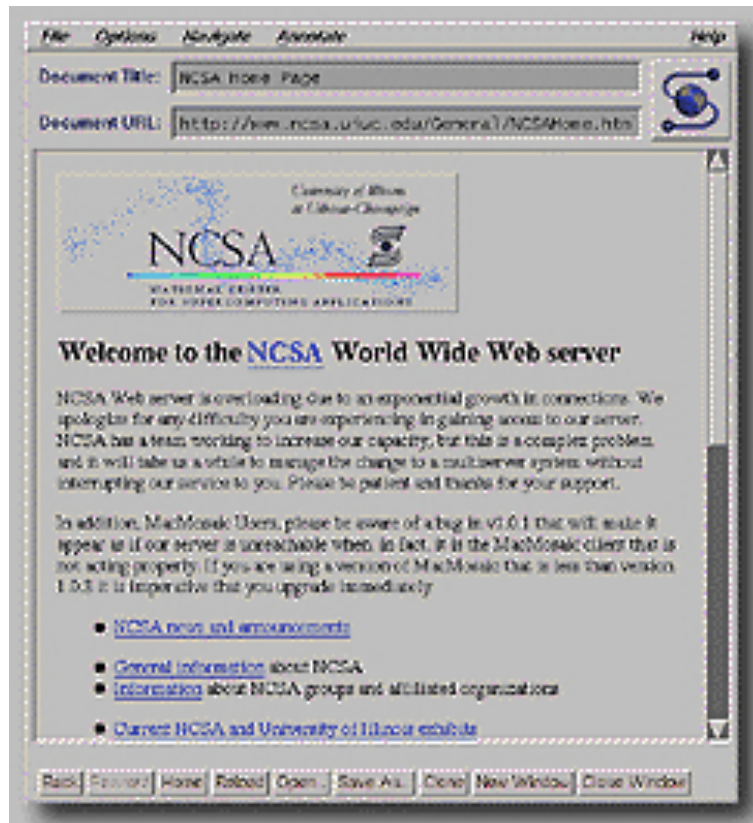 File Options Navigate Annotate Help
Document Title: NCSA Home Page
Document URL: http://www.ncsa.uiuc.edu/General/NCSAHome.htm
University of Illinois
at Urbana-Champaign
NCSA
NATIONAL CENTER
FOR SUPERCOMPUTING APPLICATIONS
Welcome to the NCSA World Wide Web server
NCSA Web server is overloading due to an exponential growth in connections. We
apologize for any difficulty you are experiencing in gaining access to our server.
NCSA has a team working to increase our capacity, but this is a complex problem,
and it will take us a while to manage the change to a multiserver system without
interrupting our service to you. Please be patient and thanks for your support.
In addition, MacMosaic Users, please be aware of a bug in v1.0.1 that will make it
appear as if our server is unreachable when, in fact, it is the MacMosaic client that is
not acting properly. If you are using a version of MacMosaic that is less than version
1.0.3 it is imperative that you upgrade immediately
NCSA news and announcements
General information about NCSA
Information about NCSA groups and affiliated organizations
Current NCSA and University of Illinois exhibits
Back Forward Home Reload Open... Save As... Clone New Window Close Window